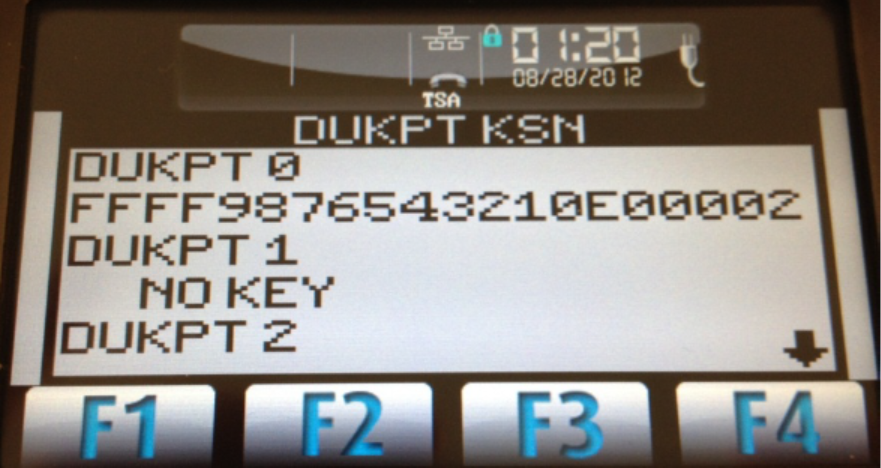 01:20
08/28/2012
TSA
DUKPT KSN
DUKPT 0
FFFF9876543210E00002
DUKPT 1
NO KEY
DUKPT 2
F1 F2 F3 F4